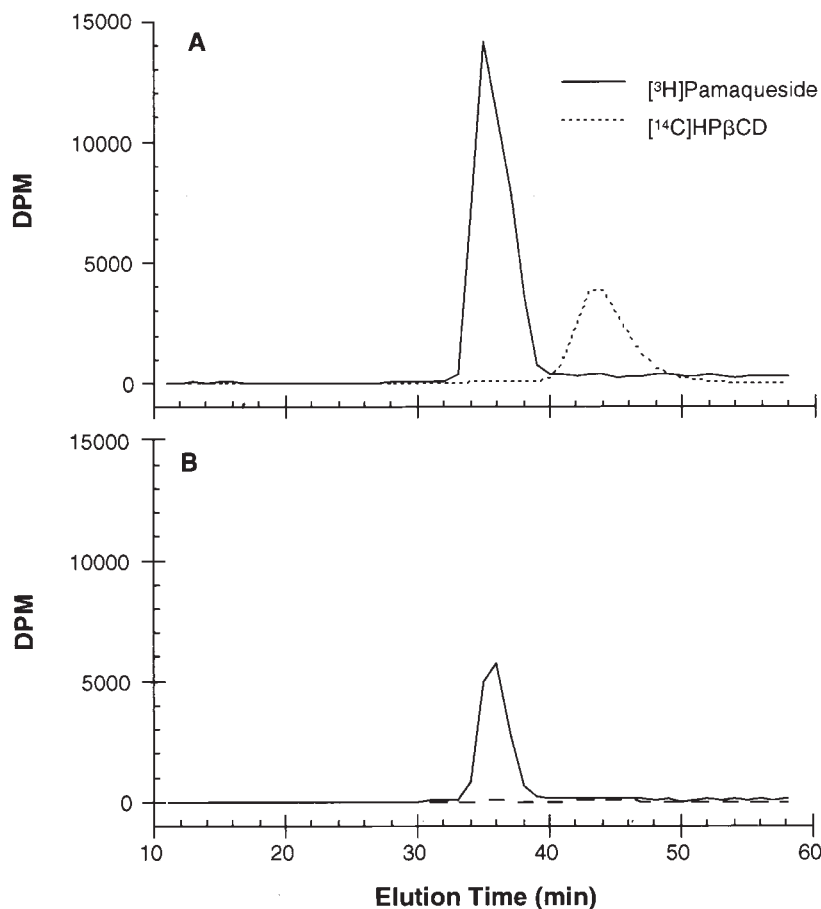 A
[³H]Pamaqueside
[¹⁴C]HPβCD
DPM
15000
10000
5000
0
B
DPM
15000
10000
5000
0
10 20 30 40 50 60
Elution Time (min)